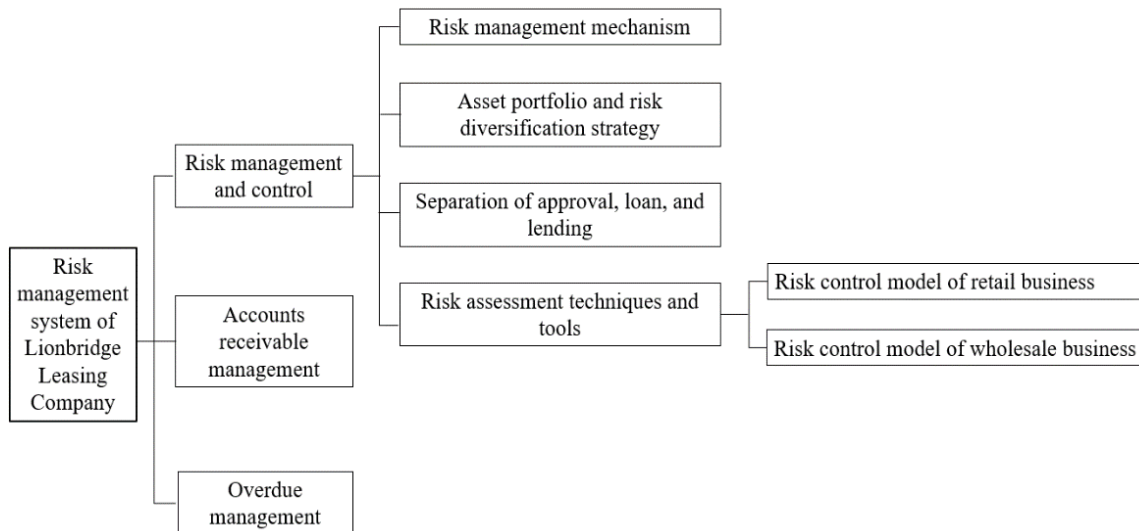 Risk management mechanism
Asset portfolio and risk
diversification strategy
Risk management
and control
Separation of approval, loan, and
lending
Risk
management
system of
Lionbridge
Leasing
Company
Accounts
receivable
management
Risk assessment techniques and
tools
Risk control model of retail business
Risk control model of wholesale business
Overdue
management